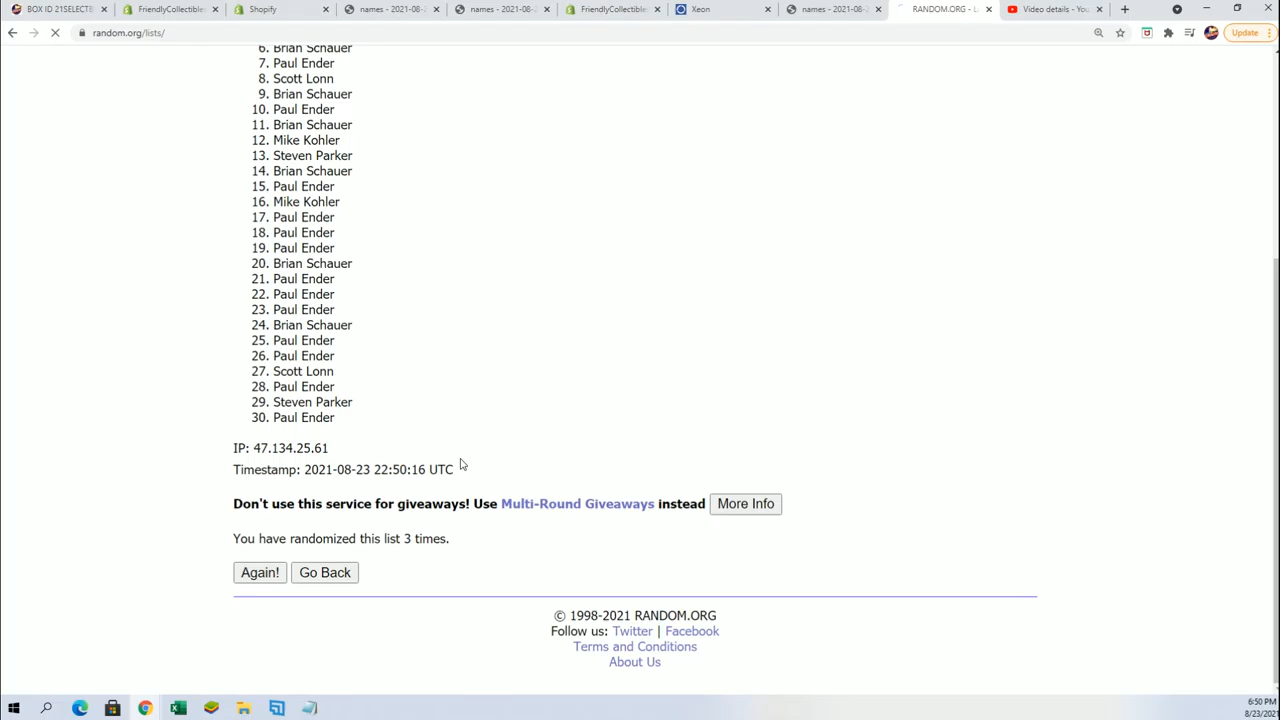 BOX ID 21SELECTI
FriendlyCollectibles
Shopify
names - 2021-08-
names - 2021-08-
FriendlyCollectibles
Xeon
names - 2021-08-2
RANDOM.ORG - L
Video details - You
random.org/lists/
Update
6. Brian Schauer
7. Paul Ender
8. Scott Lonn
9. Brian Schauer
10. Paul Ender
11. Brian Schauer
12. Mike Kohler
13. Steven Parker
14. Brian Schauer
15. Paul Ender
16. Mike Kohler
17. Paul Ender
18. Paul Ender
19. Paul Ender
20. Brian Schauer
21. Paul Ender
22. Paul Ender
23. Paul Ender
24. Brian Schauer
25. Paul Ender
26. Paul Ender
27. Scott Lonn
28. Paul Ender
29. Steven Parker
30. Paul Ender
IP: 47.134.25.61
Timestamp: 2021-08-23 22:50:16 UTC
Don't use this service for giveaways! Use Multi-Round Giveaways instead More Info
You have randomized this list 3 times.
Again! Go Back
© 1998-2021 RANDOM.ORG
Follow us: Twitter | Facebook
Terms and Conditions
About Us
6:50 PM
8/23/2021